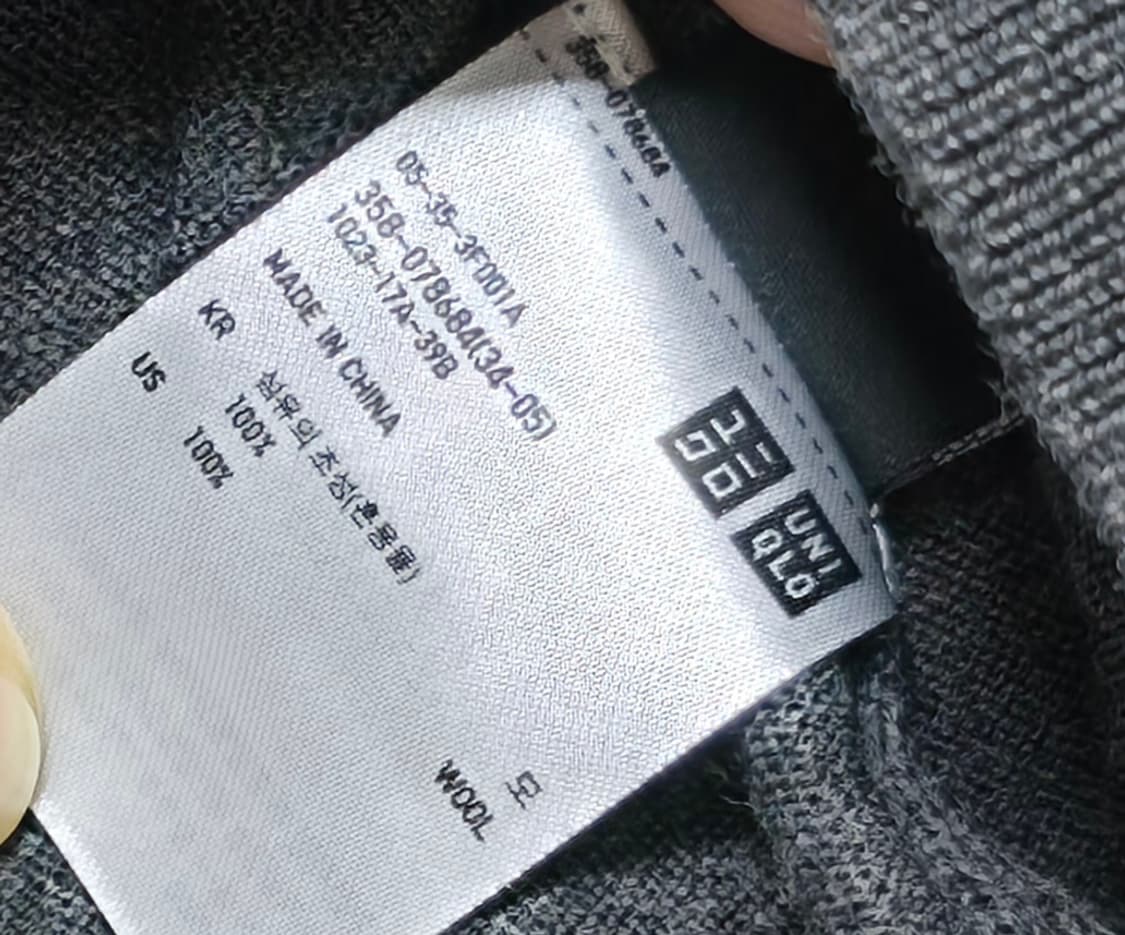 358-078684
ユニ
クロ
UNI
QLO
05-35-3F001A
358-078684(34-05)
1023-17A-39B
MADE IN CHINA
KR 섬유의 조성(혼용률)
100% 모
US 100% WOOL